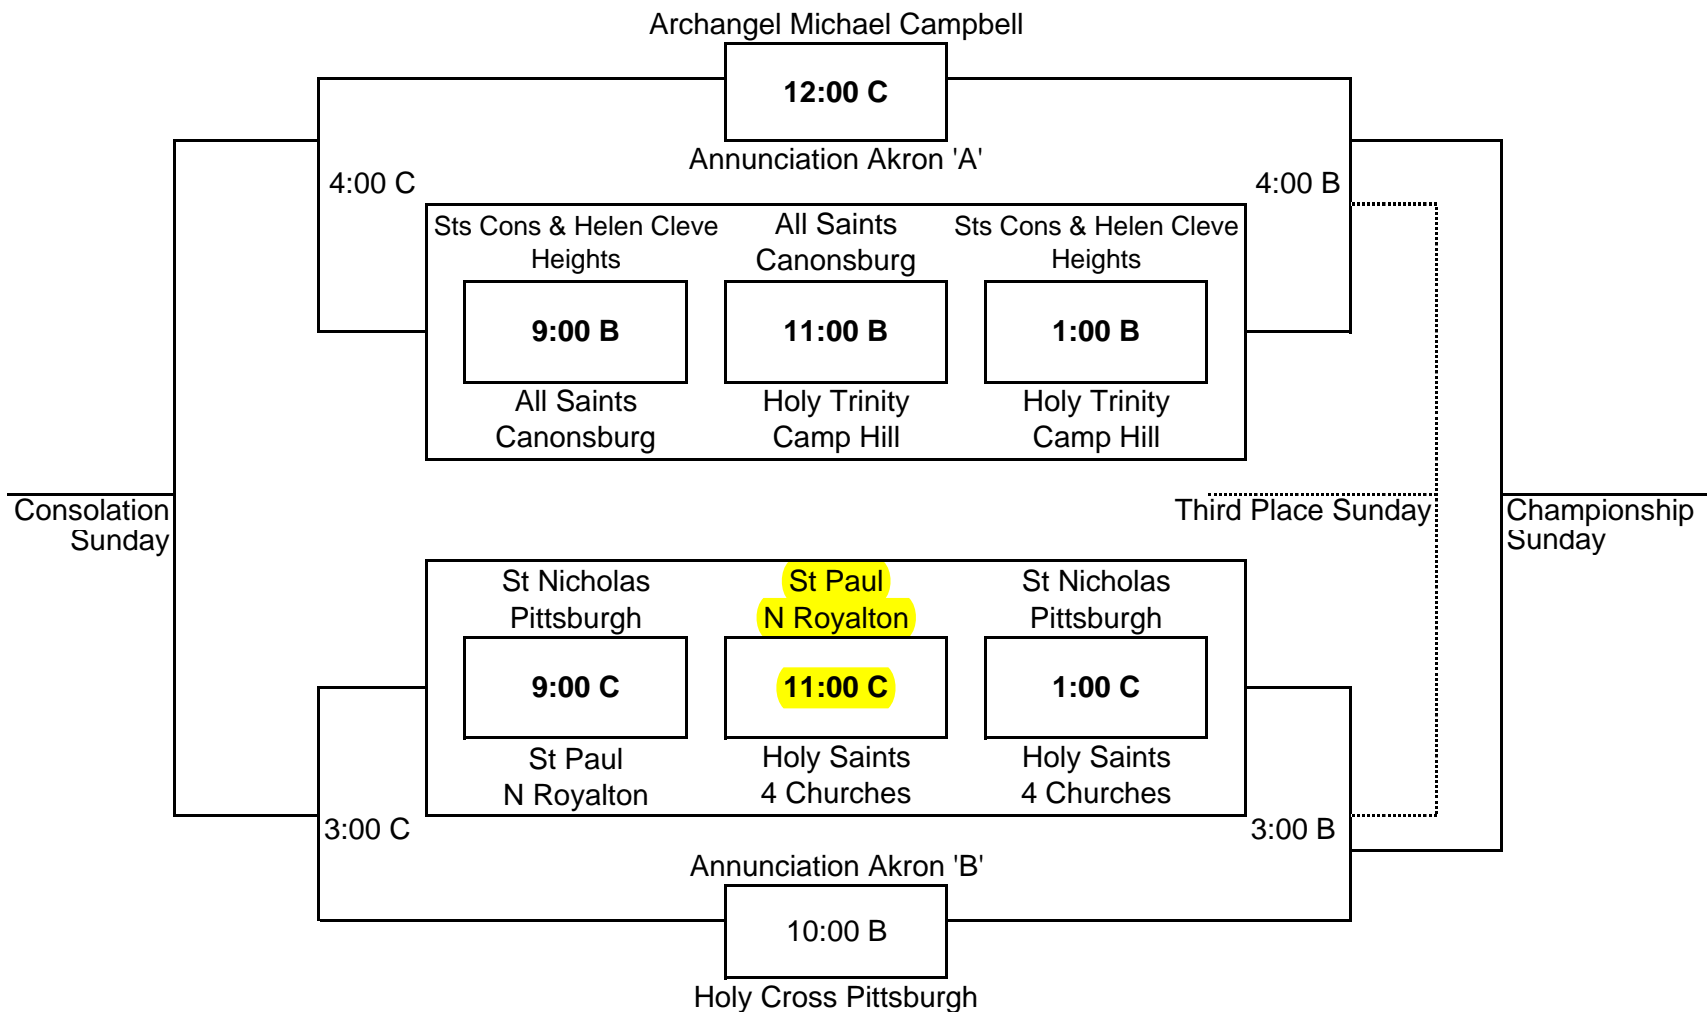 Archangel Michael Campbell
12:00 C
Annunciation Akron 'A'
4:00 C
4:00 B
Sts Cons & Helen Cleve
Heights
All Saints
Canonsburg
Sts Cons & Helen Cleve
Heights
9:00 B
11:00 B
1:00 B
All Saints
Canonsburg
Holy Trinity
Camp Hill
Holy Trinity
Camp Hill
Consolation
Sunday
Third Place Sunday
Championship
Sunday
St Nicholas
Pittsburgh
St Paul
N Royalton
St Nicholas
Pittsburgh
9:00 C
11:00 C
1:00 C
St Paul
N Royalton
Holy Saints
4 Churches
Holy Saints
4 Churches
3:00 C
3:00 B
Annunciation Akron 'B'
10:00 B
Holy Cross Pittsburgh